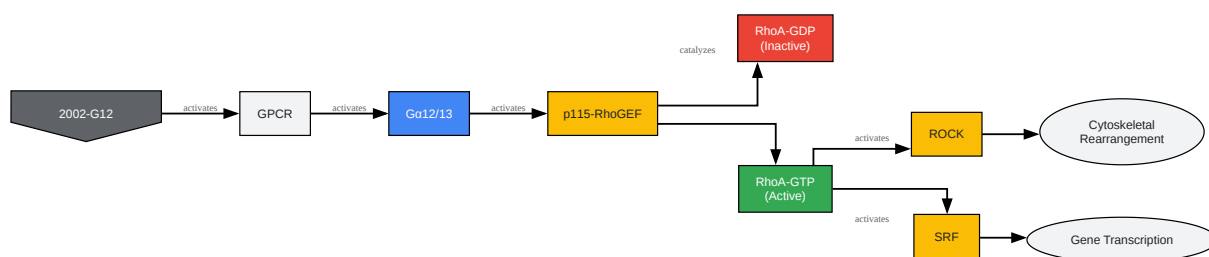 2002-G12
activates
GPCR
activates
Gα12/13
activates
p115-RhoGEF
catalyzes
RhoA-GDP
(Inactive)
RhoA-GTP
(Active)
activates
ROCK
Cytoskeletal
Rearrangement
activates
SRF
Gene Transcription